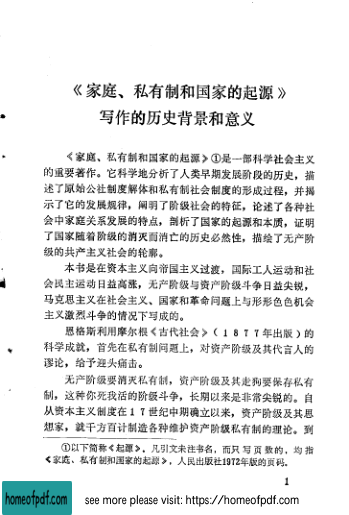 《家庭、私有制和国家的起源》
写作的历史背景和意义
《家庭、私有制和国家的起源》①是一部科学社会主义
的重要著作。它科学地分析了人类早期发展阶段的历史，描
述了原始公社制度解体和私有制社会制度的形成过程，并揭
示了它的发展规律，阐明了阶级社会的特征，论述了各种社
会中家庭关系发展的特点，剖析了国家的起源和本质，证明
了国家随着阶级的消灭而消亡的历史必然性，描绘了无产阶
级的共产主义社会的轮廓。
本书是在资本主义向帝国主义过渡，国际工人运动和社
会民主运动日益高涨，无产阶级与资产阶级斗争日益尖锐，
马克思主义在社会主义、国家和革命问题上与形形色色机会
主义激烈斗争的情况下写成的。
恩格斯利用摩尔根《古代社会》（１８７７年出版）的
科学成就，首先在私有制问题上，对资产阶级及其代言人的
谬论，给予迎头痛击。
无产阶级要消灭私有制，资产阶级及其走狗要保存私有
制，这种你死我活的阶级斗争，长期以来是非常尖锐的。自
从资本主义制度在１７世纪中期确立以来，资产阶级及其思
想家，就千方百计制造各种维护资产阶级私有制的理论。到
①以下简称《起源》，凡引文未注书名，而只写页数的，均指
《家庭、私有制和国家的起源》，人民出版社1972年版的页码。
1
homeofpdf.com
see more please visit: https://homeofpdf.com